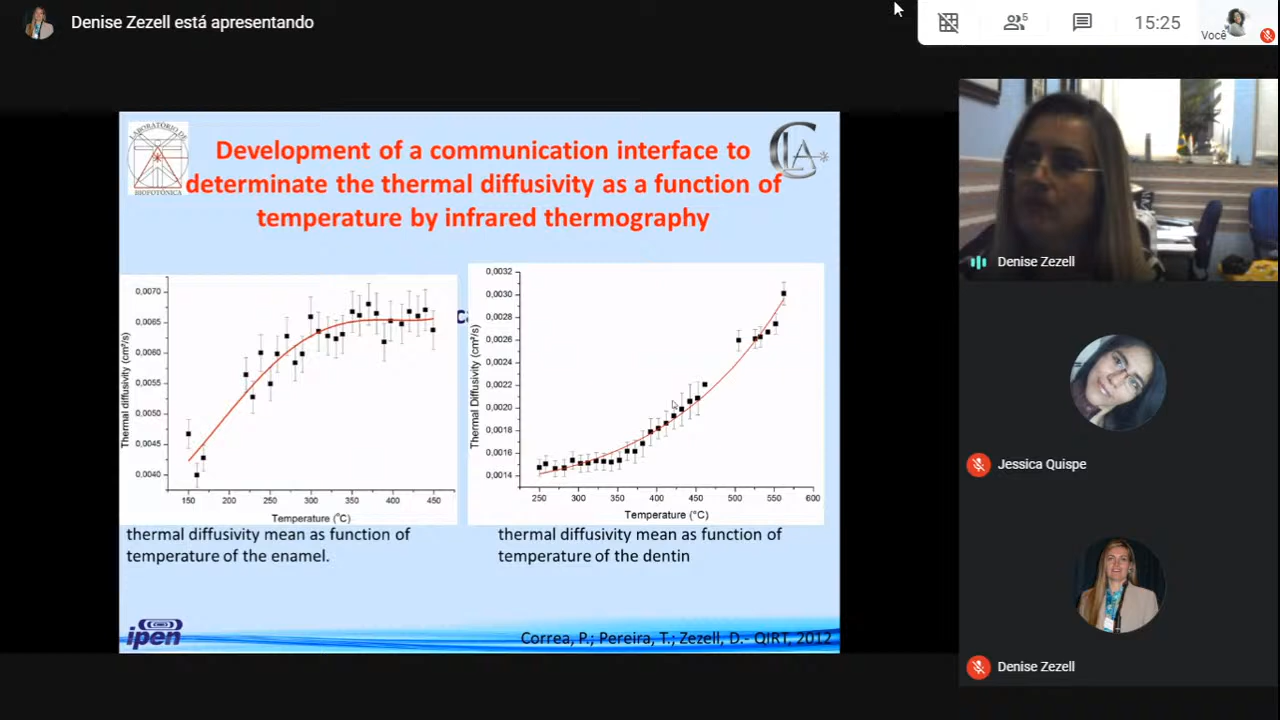 Denise Zezell está apresentando
5
15:25
Você
LABORATÓRIO DE
BIOFOTÔNICA
CLA
Development of a communication interface to
determinate the thermal diffusivity as a function of
temperature by infrared thermography
Thermal diffusivity (cm²/s)
0,0070
0,0065
0,0060
0,0055
0,0050
0,0045
0,0040
150 200 250 300 350 400 450
Temperature (°C)
thermal diffusivity mean as function of
temperature of the enamel.
Thermal Diffusivity (cm²/s)
0,0032
0,0030
0,0028
0,0026
0,0024
0,0022
0,0020
0,0018
0,0016
0,0014
250 300 350 400 450 500 550 600
Temperature (°C)
thermal diffusivity mean as function of
temperature of the dentin
ipen
Correa, P.; Pereira, T.; Zezell, D.- QIRT, 2012
Denise Zezell
Jessica Quispe
Denise Zezell